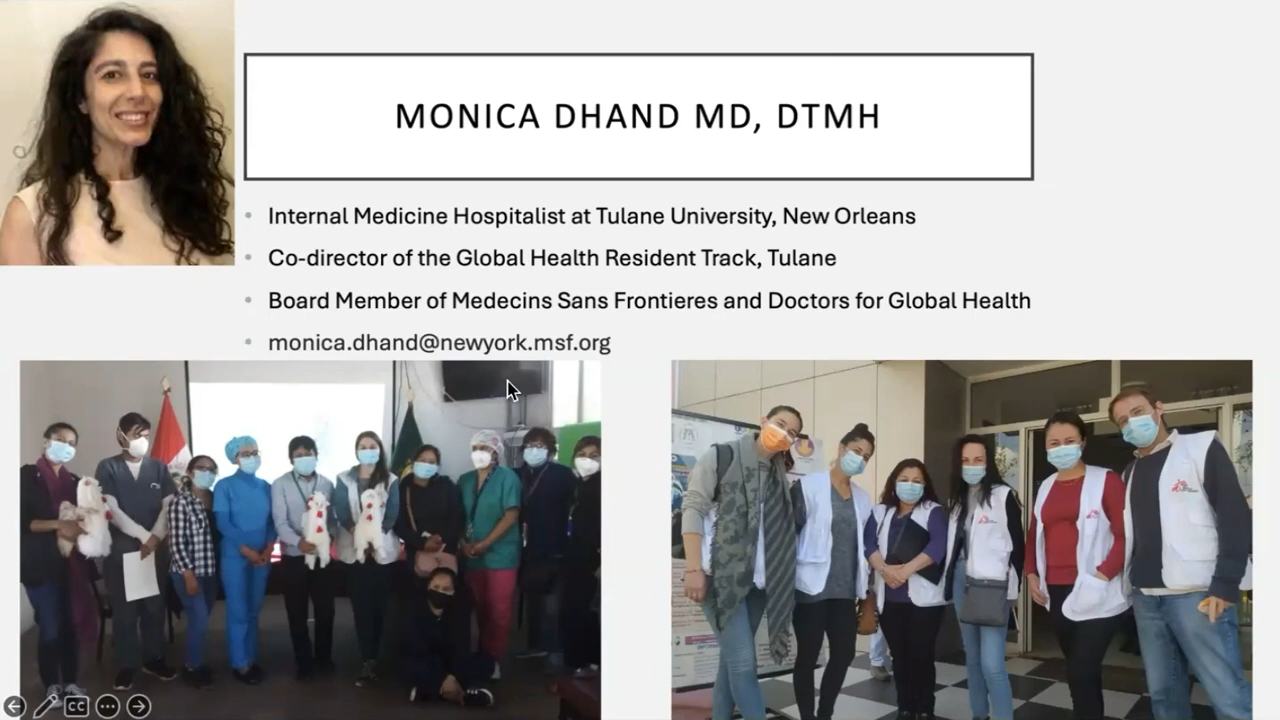 MONICA DHAND MD, DTMH
Internal Medicine Hospitalist at Tulane University, New Orleans
Co-director of the Global Health Resident Track, Tulane
Board Member of Medecins Sans Frontieres and Doctors for Global Health
monica.dhand@newyork.msf.org
CC